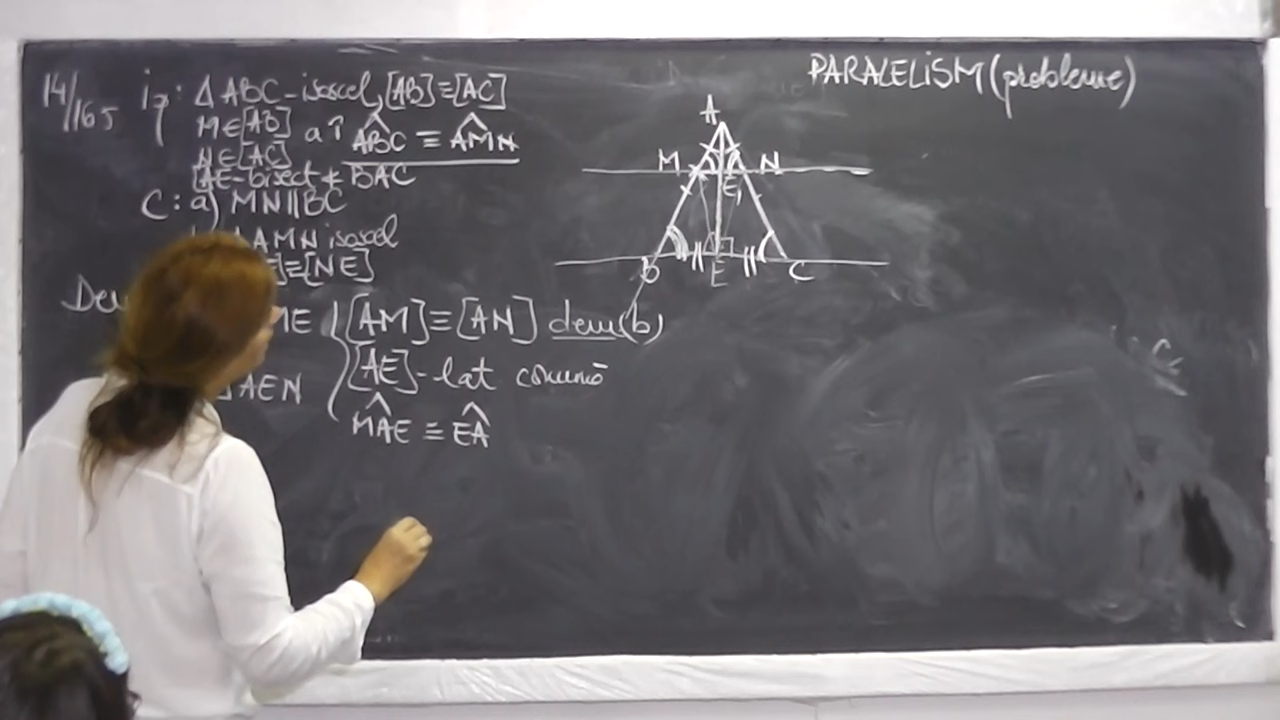 PARALELISM (probleme)
14/165 ip: Δ ABC - isoscel, [AB] ≡ [AC]
M∈[AB] aî ABC ≡ AMN
N∈[AC]
[AE - bisect ∢ BAC
C: a) MN ∥ BC
AMN isoscel
] ≡ [NE]
A
M N
E₁
B E C
ME [AM] ≡ [AN] dem (b)
[AE] - lat comună
Δ AEN
MAE ≡ EA